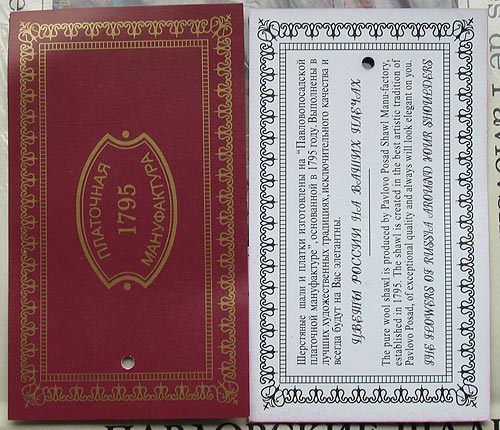 ПЛАТОЧНАЯ
1795
МАНУФАКТУРА
Шерстяные шали и платки изготовлены на "Павловопосадской
платочной мануфактуре", основанной в 1795 году. Выполнены в
лучших художественных традициях, исключительного качества и
всегда будут на Вас элегантны.
ЦВЕТЫ РОССИИ НА ВАШИХ ПЛЕЧАХ
The pure wool shawl is produced by Pavlovo Posad Shawl Manu-factory,
established in 1795. The shawl is created in the best artistic tradition of
Pavlovo Posad, of exceptional quality and always will look elegant on you.
THE FLOWERS OF RUSSIA AROUND YOUR SHOULDERS